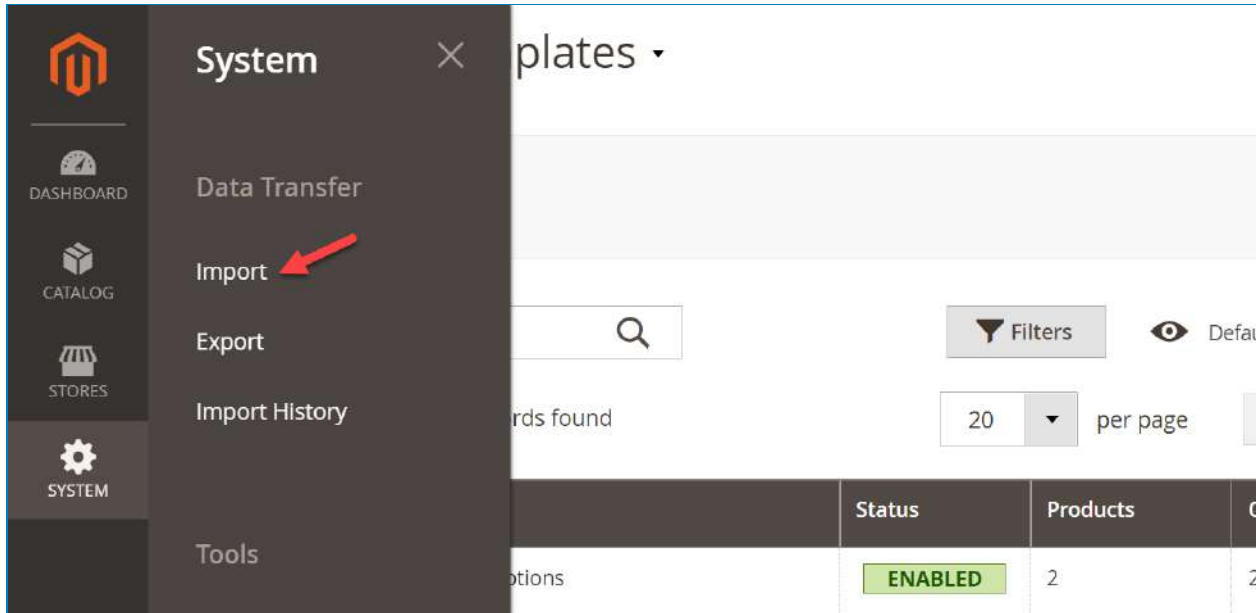 System
plates
DASHBOARD
Data Transfer
CATALOG
Import
Filters
STORES
Export
Import History
rds found
20
per page
SYSTEM
Status
Products
Tools
ptions
ENABLED
2